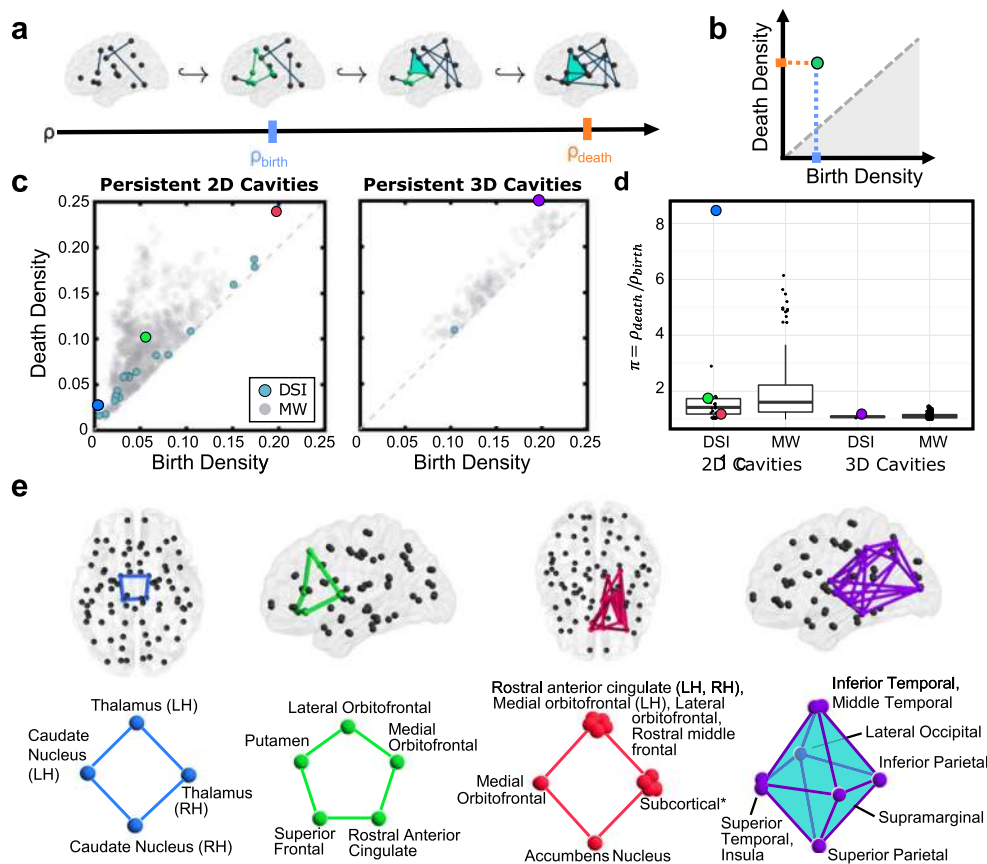 a
ρ
ρbirth
ρdeath
b
Death Density
Birth Density
c
Persistent 2D Cavities
Persistent 3D Cavities
0.25
0.20
0.15
0.10
0.05
0
Death Density
DSI
MW
0 0.05 0.10 0.15 0.20 0.25
Birth Density
0 0.05 0.10 0.15 0.20 0.25
Birth Density
d
8
6
4
2
π = ρdeath/ρbirth
DSI MW DSI MW
2D Cavities 3D Cavities
e
Thalamus (LH)
Caudate
Nucleus
(LH)
Thalamus
(RH)
Caudate Nucleus (RH)
Lateral Orbitofrontal
Putamen
Medial
Orbitofrontal
Superior
Frontal
Rostral Anterior
Cingulate
Rostral anterior cingulate (LH, RH),
Medial orbitofrontal (LH), Lateral
orbitofrontal,
Rostral middle
frontal
Medial
Orbitofrontal
Subcortical*
Accumbens Nucleus
Inferior Temporal,
Middle Temporal
Lateral Occipital
Inferior Parietal
Supramarginal
Superior
Temporal,
Insula
Superior Parietal